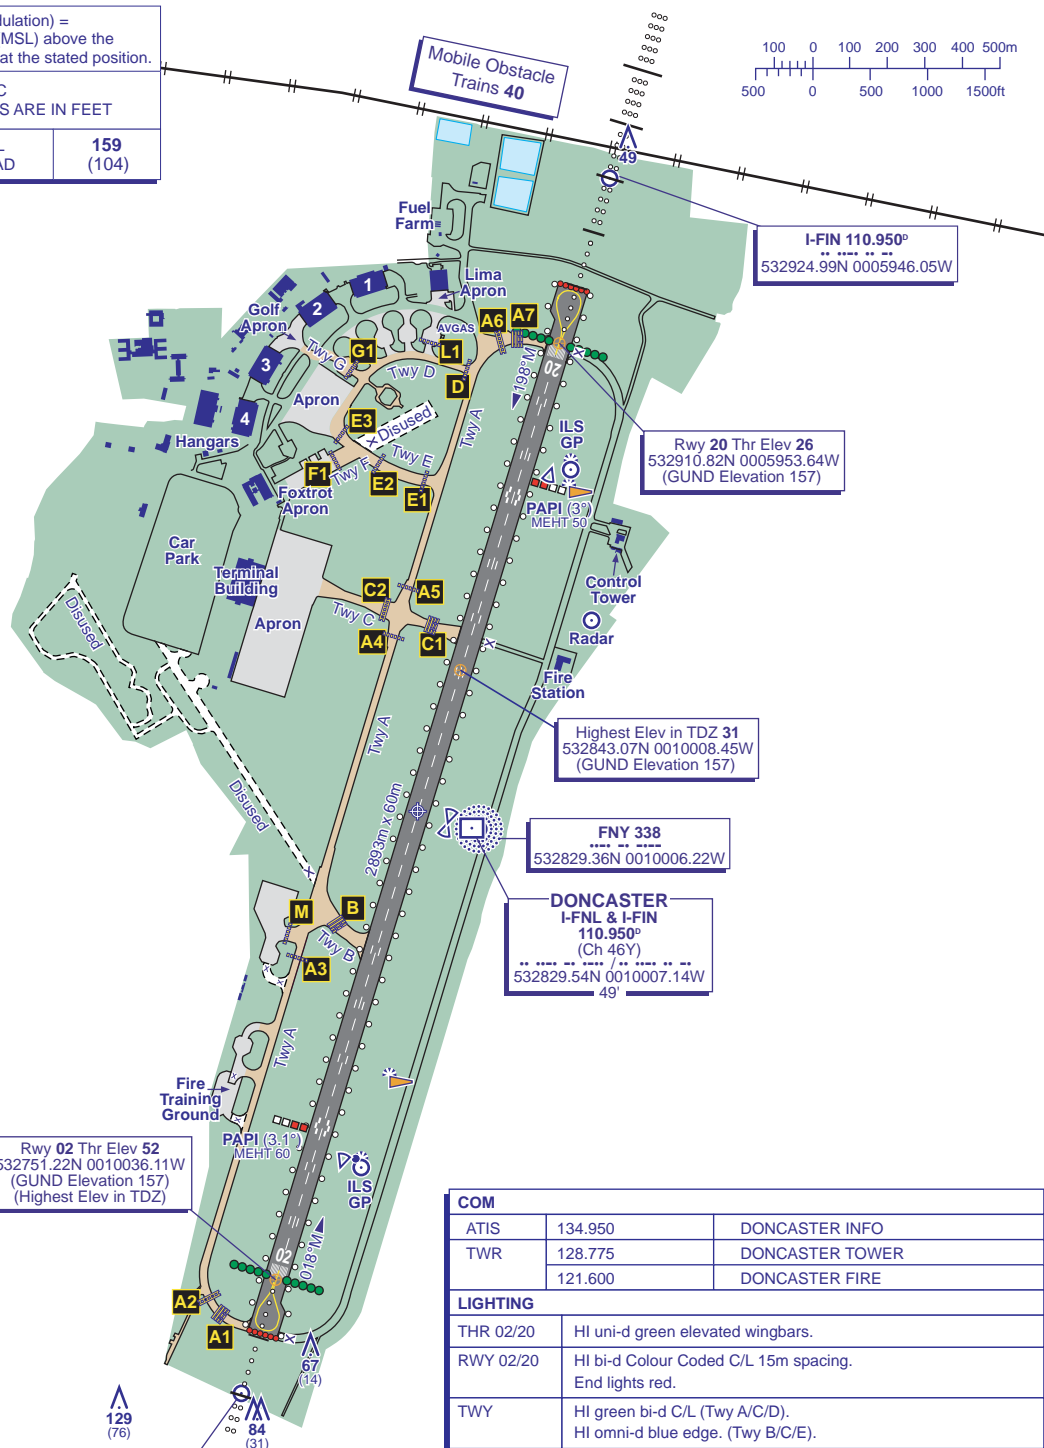 dulation) =
MSL) above the
at the stated position.
C
S ARE IN FEET
L
AD
159
(104)
Mobile Obstacle
Trains 40
100 0 100 200 300 400 500m
500 0 500 1000 1500ft
49
I-FIN 110.950D
532924.99N 0005946.05W
Fuel
Farm
Lima
Apron
1
2
3
4
Golf
Apron
AVGAS
A6
A7
G1
L1
D
Twy G
Twy D
198°M
20
Apron
E3
Disused
Twy A
Hangars
ILS
GP
Rwy 20 Thr Elev 26
532910.82N 0005953.64W
(GUND Elevation 157)
F1
Twy F
Twy E
E2
E1
Foxtrot
Apron
PAPI (3°)
MEHT 50
Car
Park
Terminal
Building
Apron
Control
Tower
C2
A5
Twy C
A4
C1
Radar
Disused
Fire
Station
Twy A
Highest Elev in TDZ 31
532843.07N 0010008.45W
(GUND Elevation 157)
Disused
2893m x 60m
FNY 338
532829.36N 0010006.22W
DONCASTER
I-FNL & I-FIN
110.950D
(Ch 46Y)
532829.54N 0010007.14W
49'
M
B
Twy B
A3
Twy A
Fire
Training
Ground
PAPI (3.1°)
MEHT 60
ILS
GP
Rwy 02 Thr Elev 52
532751.22N 0010036.11W
(GUND Elevation 157)
(Highest Elev in TDZ)
018°M
02
A2
A1
67
(14)
129
(76)
84
(31)
COM
ATIS 134.950 DONCASTER INFO
TWR 128.775 DONCASTER TOWER
121.600 DONCASTER FIRE
LIGHTING
THR 02/20 HI uni-d green elevated wingbars.
RWY 02/20 HI bi-d Colour Coded C/L 15m spacing.
End lights red.
TWY HI green bi-d C/L (Twy A/C/D).
HI omni-d blue edge. (Twy B/C/E).